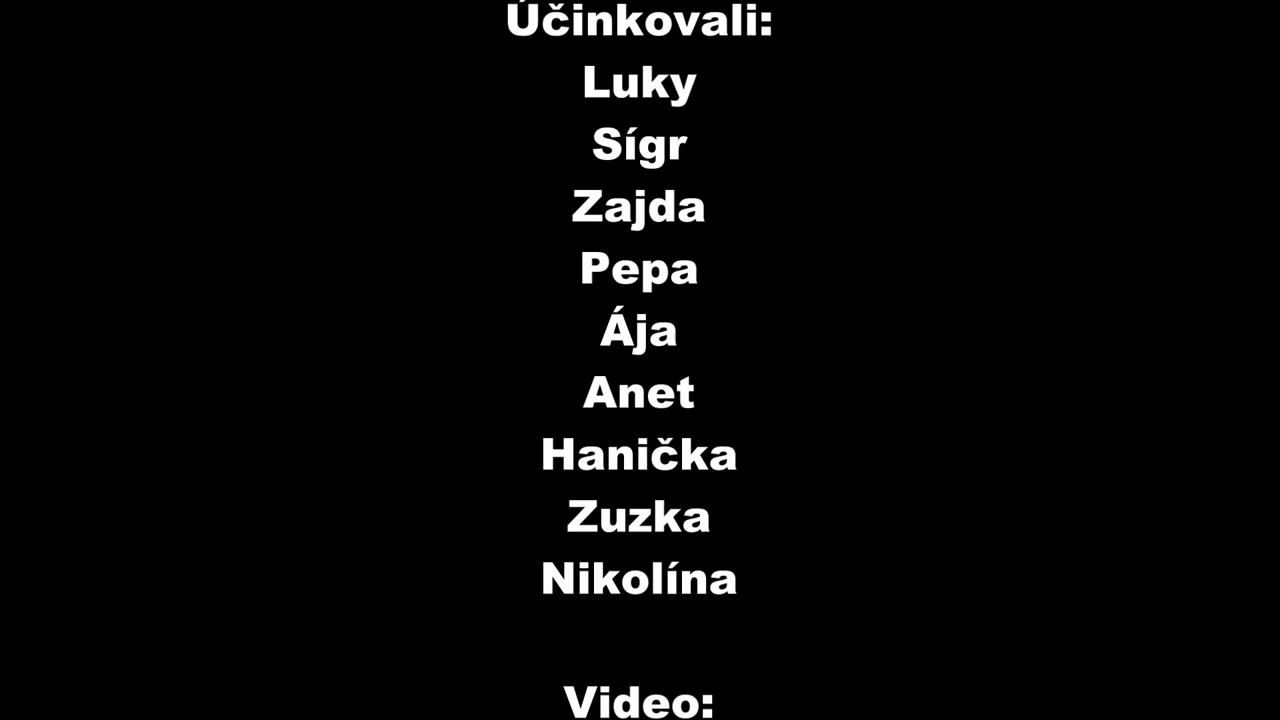 Účinkovali:
Luky
Sígr
Zajda
Pepa
Ája
Anet
Hanička
Zuzka
Nikolína
Video: